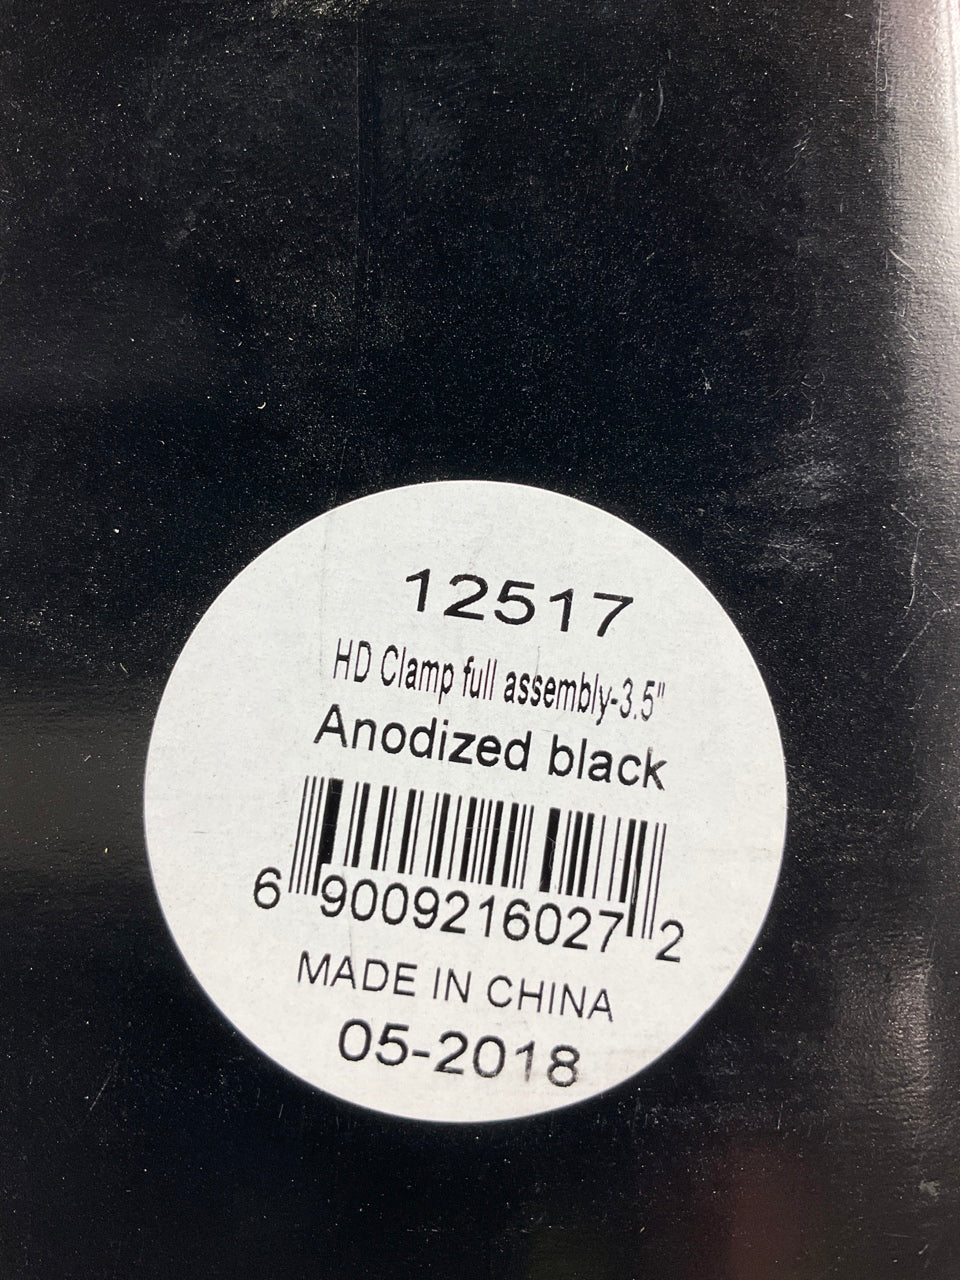 12517
HD Clamp full assembly-3.5"
Anodized black
6 9009216027 2
MADE IN CHINA
05-2018